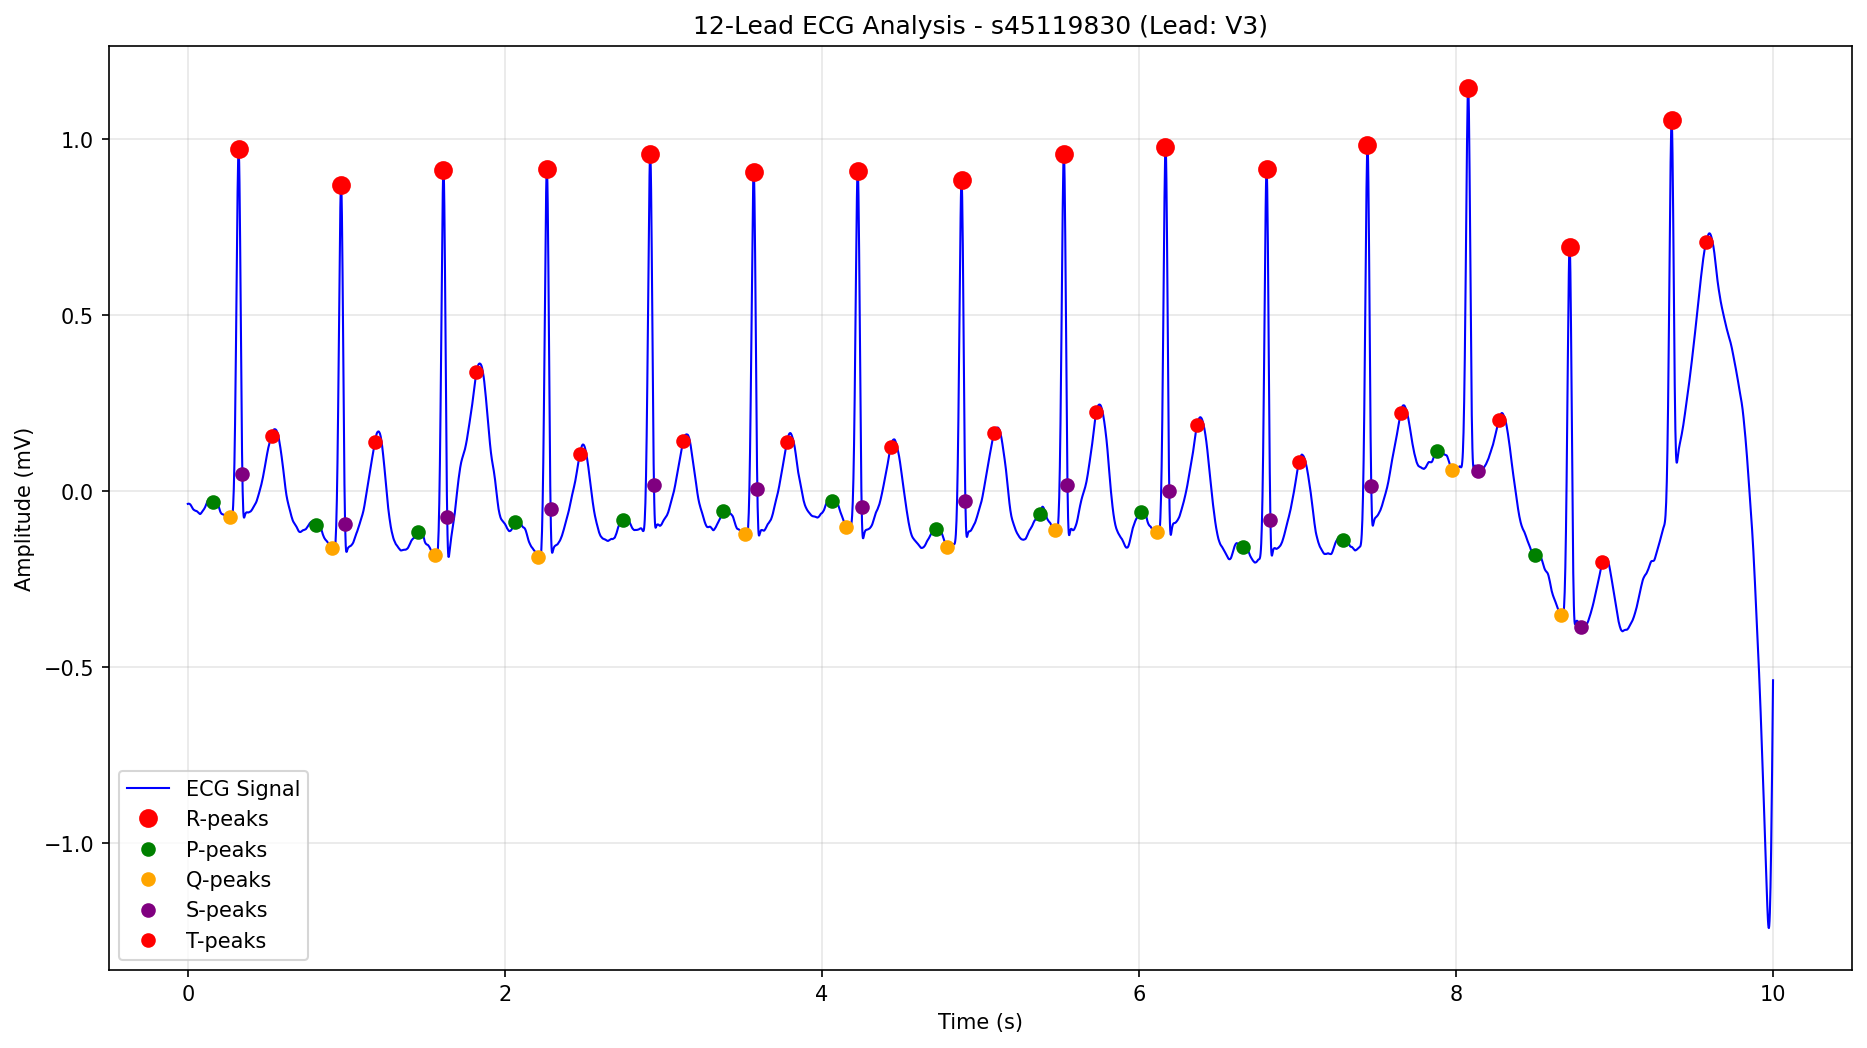 12-Lead ECG Analysis - s45119830 (Lead: V3)
Amplitude (mV)
1.0
0.5
0.0
−0.5
−1.0
ECG Signal
R-peaks
P-peaks
Q-peaks
S-peaks
T-peaks
0 2 4 6 8 10
Time (s)